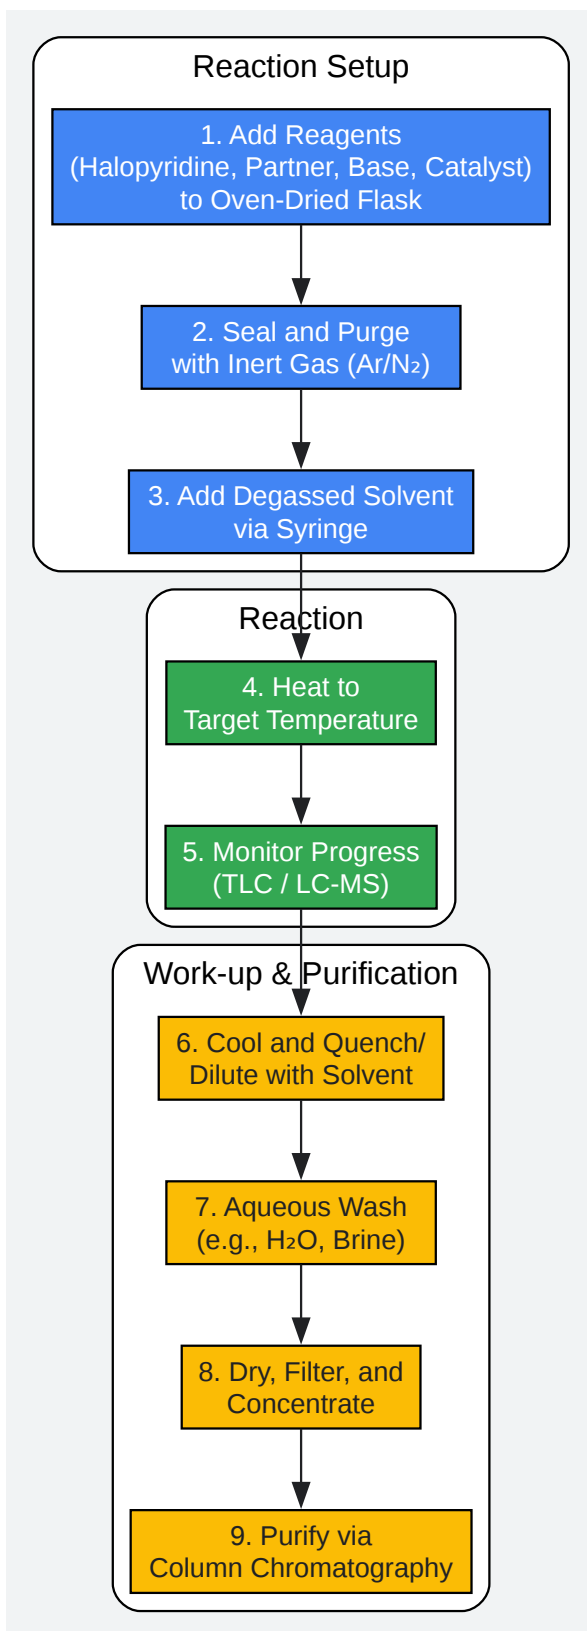 Reaction Setup
1. Add Reagents
(Halopyridine, Partner, Base, Catalyst)
to Oven-Dried Flask
2. Seal and Purge
with Inert Gas (Ar/N₂)
3. Add Degassed Solvent
via Syringe
Reaction
4. Heat to
Target Temperature
5. Monitor Progress
(TLC / LC-MS)
Work-up & Purification
6. Cool and Quench/
Dilute with Solvent
7. Aqueous Wash
(e.g., H₂O, Brine)
8. Dry, Filter, and
Concentrate
9. Purify via
Column Chromatography